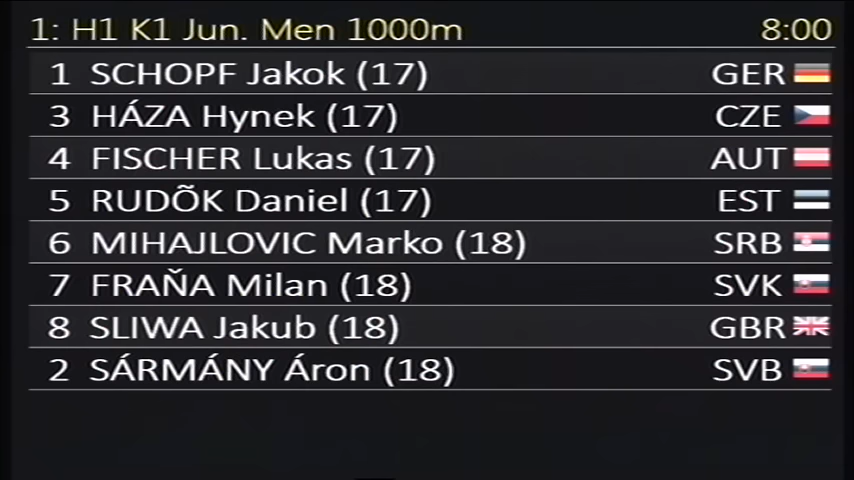 1: H1 K1 Jun. Men 1000m 8:00
1 SCHOPF Jakok (17) GER
3 HÁZA Hynek (17) CZE
4 FISCHER Lukas (17) AUT
5 RUDÕK Daniel (17) EST
6 MIHAJLOVIC Marko (18) SRB
7 FRAŇA Milan (18) SVK
8 SLIWA Jakub (18) GBR
2 SÁRMÁNY Áron (18) SVB